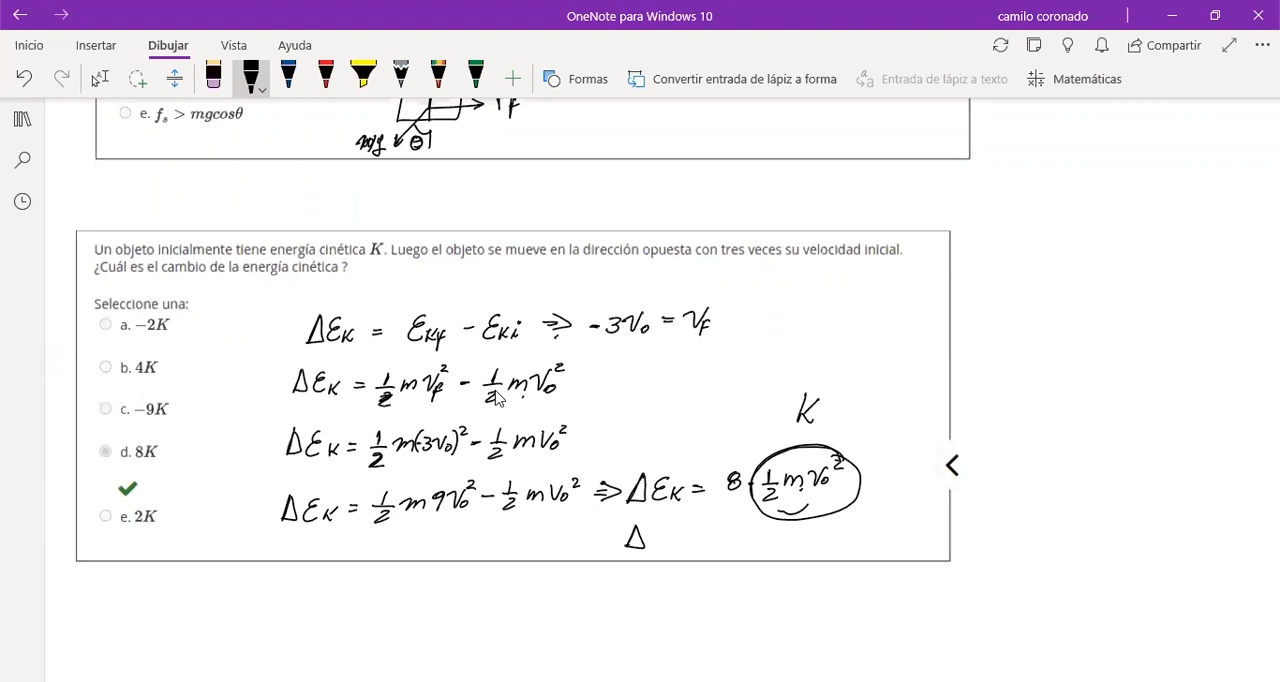 OneNote para Windows 10
camilo coronado
Inicio Insertar Dibujar Vista Ayuda
Compartir
Formas Convertir entrada de lápiz a forma Entrada de lápiz a texto Matemáticas
e. fₛ > mgcosθ
mg θ
Un objeto inicialmente tiene energía cinética K. Luego el objeto se mueve en la dirección opuesta con tres veces su velocidad inicial.
¿Cuál es el cambio de la energía cinética ?
Seleccione una:
a. −2K
b. 4K
c. −9K
d. 8K
e. 2K
ΔEK = EKf - EKi ⇒ -3V₀ = Vf
ΔEK = 1/2 m Vf² - 1/2 m V₀²
ΔEK = 1/2 m(-3V₀)² - 1/2 m V₀²
ΔEK = 1/2 m 9V₀² - 1/2 m V₀² ⇒ ΔEK = 8 · 1/2 m V₀²
K
Δ